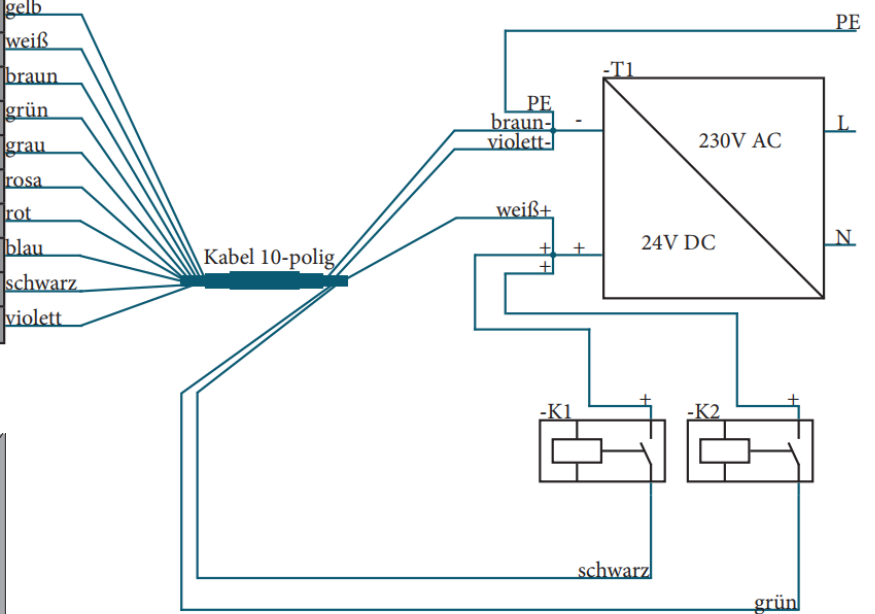 gelb
weiß
braun
grün
grau
rosa
rot
blau
schwarz
violett
Kabel 10-polig
PE
-T1
PE
braun-
-
violett-
230V AC
L
weiß+
+
+
+
24V DC
N
-K1
+
-K2
+
schwarz
grün